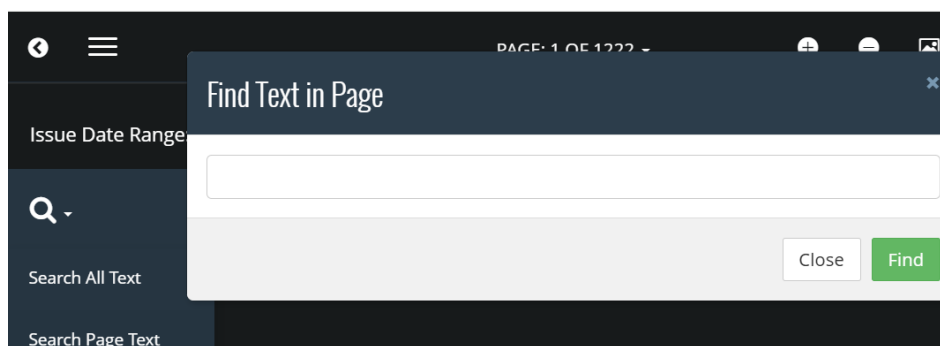 PAGE: 1 OF 1222
Find Text in Page
×
Issue Date Range:
Search All Text
Close
Find
Search Page Text